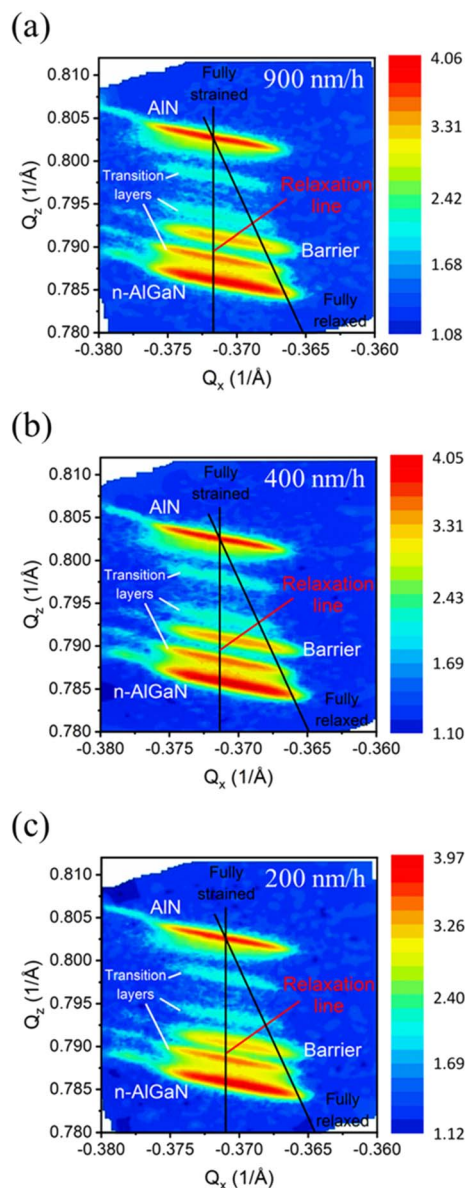 (a)
900 nm/h
Fully
strained
AlN
Transition
layers
Relaxation
line
Barrier
n-AlGaN
Fully
relaxed
Q_z (1/Å)
0.810
0.805
0.800
0.795
0.790
0.785
0.780
-0.380 -0.375 -0.370 -0.365 -0.360
Q_x (1/Å)
4.06
3.31
2.42
1.68
1.08
(b)
400 nm/h
Fully
strained
AlN
Transition
layers
Relaxation
line
Barrier
n-AlGaN
Fully
relaxed
Q_z (1/Å)
0.810
0.805
0.800
0.795
0.790
0.785
0.780
-0.380 -0.375 -0.370 -0.365 -0.360
Q_x (1/Å)
4.05
3.31
2.43
1.69
1.10
(c)
200 nm/h
Fully
strained
AlN
Transition
layers
Relaxation
line
Barrier
n-AlGaN
Fully
relaxed
Q_z (1/Å)
0.810
0.805
0.800
0.795
0.790
0.785
0.780
-0.380 -0.375 -0.370 -0.365 -0.360
Q_x (1/Å)
3.97
3.26
2.40
1.69
1.12